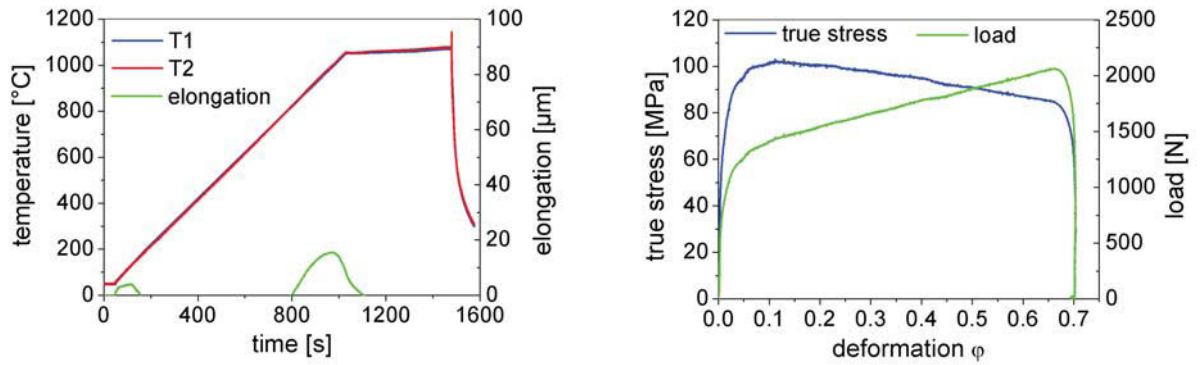 temperature [°C]
1200
1000
800
600
400
200
0
T1
T2
elongation
100
80
60
40
20
0
elongation [µm]
0 400 800 1200 1600
time [s]
true stress [MPa]
120
100
80
60
40
20
0
true stress load
2500
2000
1500
1000
500
0
load [N]
0.0 0.1 0.2 0.3 0.4 0.5 0.6 0.7
deformation φ